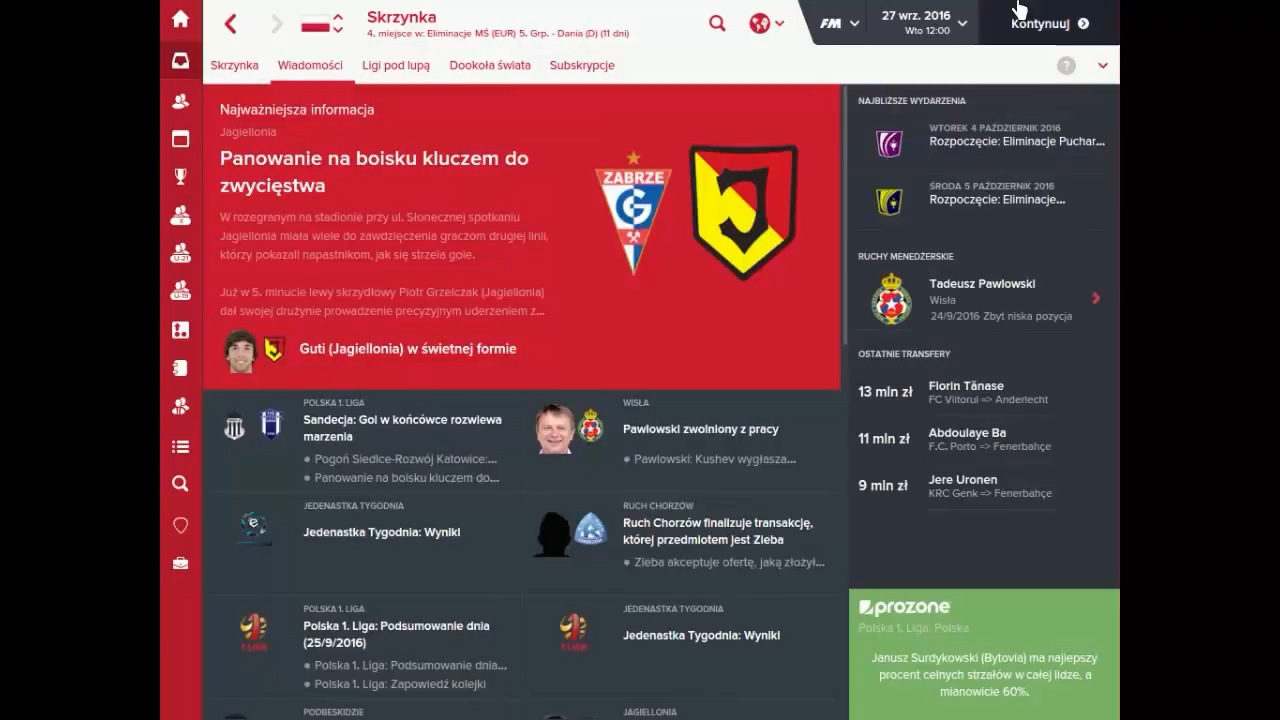 Skrzynka
4. miejsce w: Eliminacje MŚ (EUR) 5. Grp. - Dania (D) (11 dni)
FM
27 wrz. 2016
Wto 12:00
Kontynuuj
Skrzynka
Wiadomości
Ligi pod lupą
Dookoła świata
Subskrypcje
?
Najważniejsza informacja
Jagiellonia
Panowanie na boisku kluczem do
zwycięstwa
W rozegranym na stadionie przy ul. Słonecznej spotkaniu
Jagiellonia miała wiele do zawdzięczenia graczom drugiej linii,
którzy pokazali napastnikom, jak się strzela gole.
Już w 5. minucie lewy skrzydłowy Piotr Grzelczak (Jagiellonia)
dał swojej drużynie prowadzenie precyzyjnym uderzeniem z...
ZABRZE
G
J
Guti (Jagiellonia) w świetnej formie
POLSKA 1. LIGA
Sandecja: Gol w końcówce rozwiewa
marzenia
Pogoń Siedlce-Rozwój Katowice:...
Panowanie na boisku kluczem do...
WISŁA
Pawłowski zwolniony z pracy
Pawłowski: Kushev wygłasza...
JEDENASTKA TYGODNIA
Jedenastka Tygodnia: Wyniki
RUCH CHORZÓW
Ruch Chorzów finalizuje transakcję,
której przedmiotem jest Zieba
Zieba akceptuje ofertę, jaką złożył...
POLSKA 1. LIGA
Polska 1. Liga: Podsumowanie dnia
(25/9/2016)
Polska 1. Liga: Podsumowanie dnia...
Polska 1. Liga: Zapowiedź kolejki
1 LIGA
JEDENASTKA TYGODNIA
Jedenastka Tygodnia: Wyniki
1 LIGA
PODBESKIDZIE
JAGIELLONIA
U-21
U-19
NAJBLIŻSZE WYDARZENIA
WTOREK 4 PAŹDZIERNIK 2016
Rozpoczęcie: Eliminacje Puchar...
ŚRODA 5 PAŹDZIERNIK 2016
Rozpoczęcie: Eliminacje...
RUCHY MENEDŻERSKIE
Tadeusz Pawłowski
Wisła
24/9/2016 Zbyt niska pozycja
OSTATNIE TRANSFERY
13 mln zł
Florin Tănase
FC Viitorul => Anderlecht
11 mln zł
Abdoulaye Ba
F.C. Porto => Fenerbahçe
9 mln zł
Jere Uronen
KRC Genk => Fenerbahçe
prozone
Polska 1. Liga, Polska
Janusz Surdykowski (Bytovia) ma najlepszy
procent celnych strzałów w całej lidze, a
mianowicie 60%.